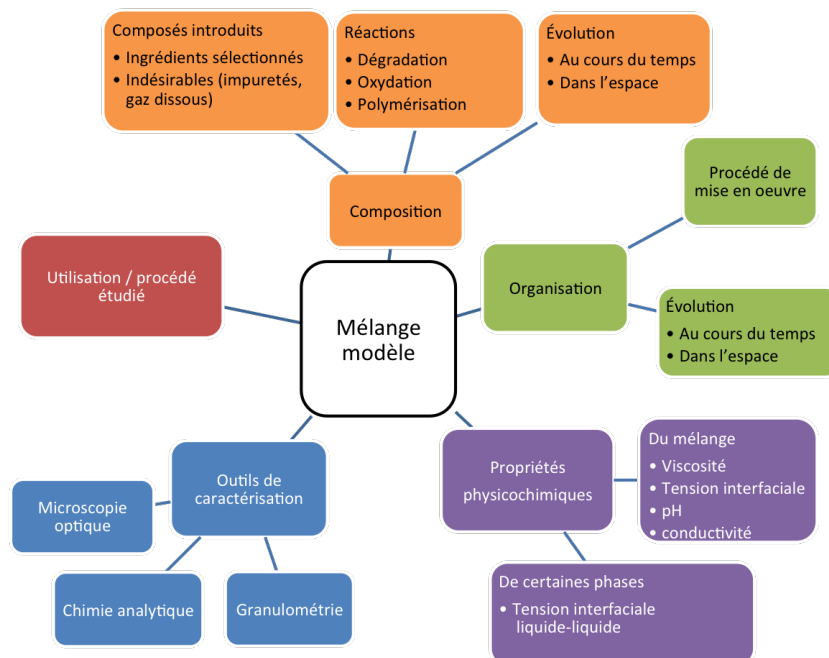 Composés introduits
• Ingrédients sélectionnés
• Indésirables (impuretés,
gaz dissous)
Réactions
• Dégradation
• Oxydation
• Polymérisation
Évolution
• Au cours du temps
• Dans l’espace
Composition
Procédé de
mise en oeuvre
Utilisation / procédé
étudié
Organisation
Mélange
modèle
Évolution
• Au cours du temps
• Dans l’espace
Outils de
caractérisation
Microscopie
optique
Chimie analytique
Granulométrie
Propriétés
physicochimiques
Du mélange
• Viscosité
• Tension interfaciale
• pH
• conductivité
De certaines phases
• Tension interfaciale
liquide-liquide